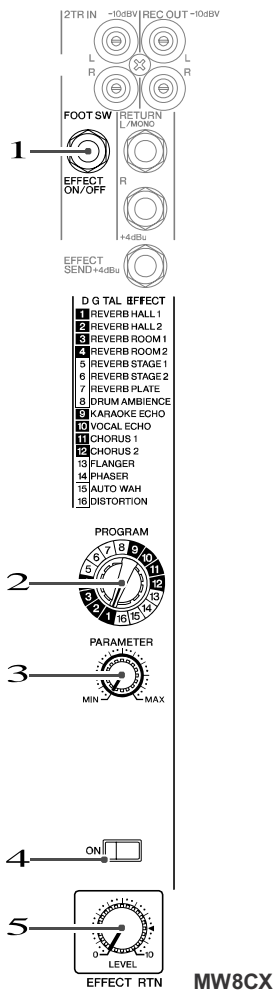 2TR IN -10dBV REC OUT -10dBV
L L
R R
FOOT SW RETURN
L/MONO
1
EFFECT
ON/OFF
R
+4dBu
EFFECT
SEND +4dBu
D G TAL EFFECT
1 REVERB HALL 1
2 REVERB HALL 2
3 REVERB ROOM 1
4 REVERB ROOM 2
5 REVERB STAGE 1
6 REVERB STAGE 2
7 REVERB PLATE
8 DRUM AMBIENCE
9 KARAOKE ECHO
10 VOCAL ECHO
11 CHORUS 1
12 CHORUS 2
13 FLANGER
14 PHASER
15 AUTO WAH
16 DISTORTION
PROGRAM
1 2 3 5 6 7 8 9 10 11 12 13 14 15 16
2
PARAMETER
3
MIN MAX
4
ON
5
0 10
LEVEL
EFFECT RTN
MW8CX